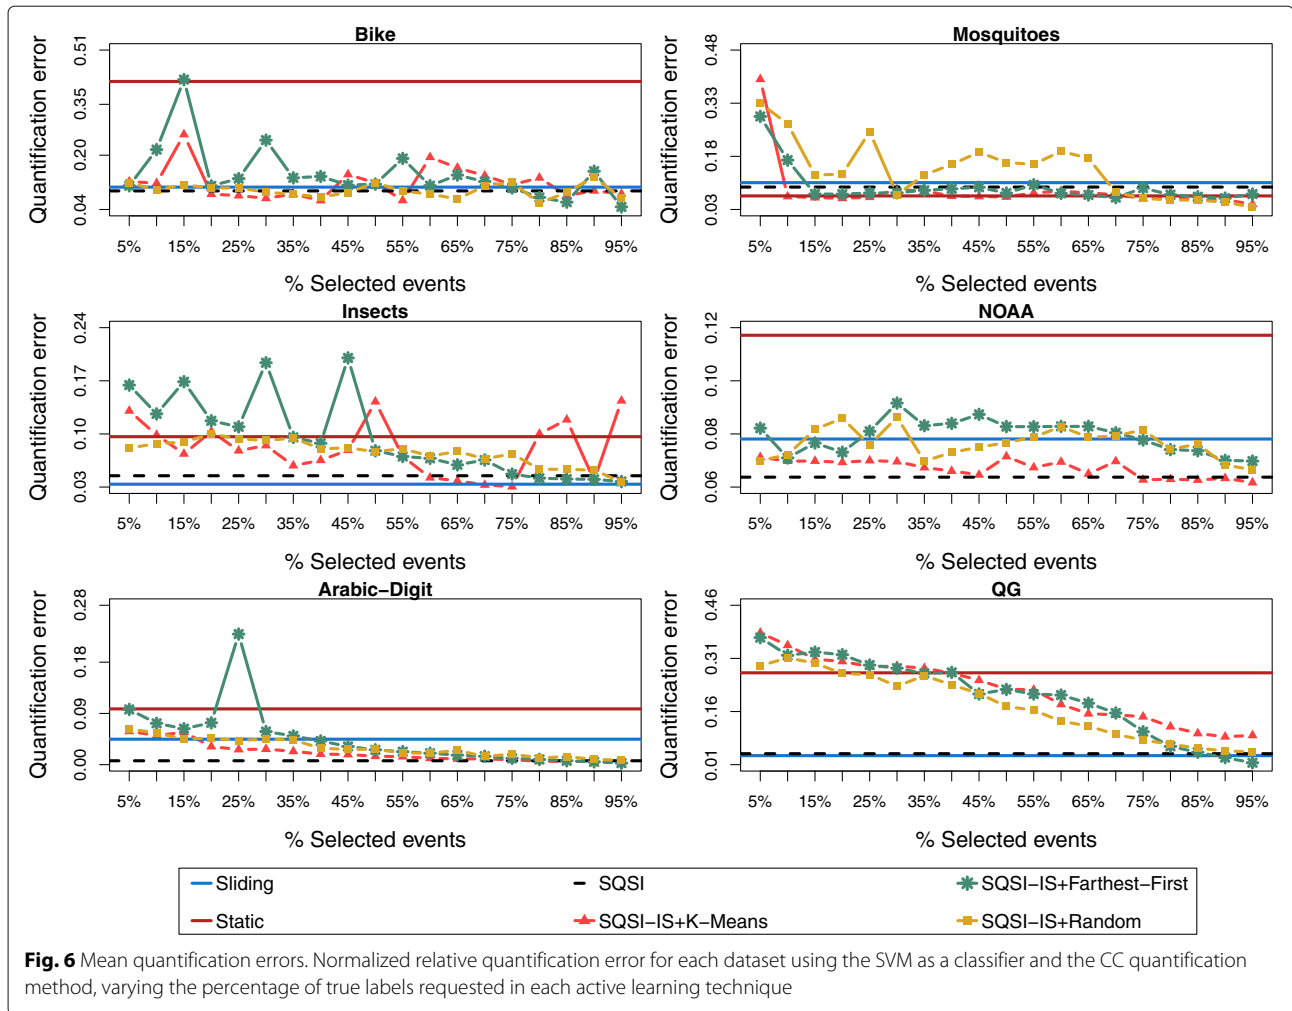 Bike
Quantification error
0.51
0.35
0.20
0.04
5% 15% 25% 35% 45% 55% 65% 75% 85% 95%
% Selected events
Mosquitoes
Quantification error
0.48
0.33
0.18
0.03
5% 15% 25% 35% 45% 55% 65% 75% 85% 95%
% Selected events
Insects
Quantification error
0.24
0.17
0.10
0.03
5% 15% 25% 35% 45% 55% 65% 75% 85% 95%
% Selected events
NOAA
Quantification error
0.12
0.10
0.08
0.06
5% 15% 25% 35% 45% 55% 65% 75% 85% 95%
% Selected events
Arabic−Digit
Quantification error
0.28
0.18
0.09
0.00
5% 15% 25% 35% 45% 55% 65% 75% 85% 95%
% Selected events
QG
Quantification error
0.46
0.31
0.16
0.01
5% 15% 25% 35% 45% 55% 65% 75% 85% 95%
% Selected events
Sliding SQSI SQSI−IS+Farthest−First
Static SQSI−IS+K−Means SQSI−IS+Random
Fig. 6 Mean quantification errors. Normalized relative quantification error for each dataset using the SVM as a classifier and the CC quantification
method, varying the percentage of true labels requested in each active learning technique